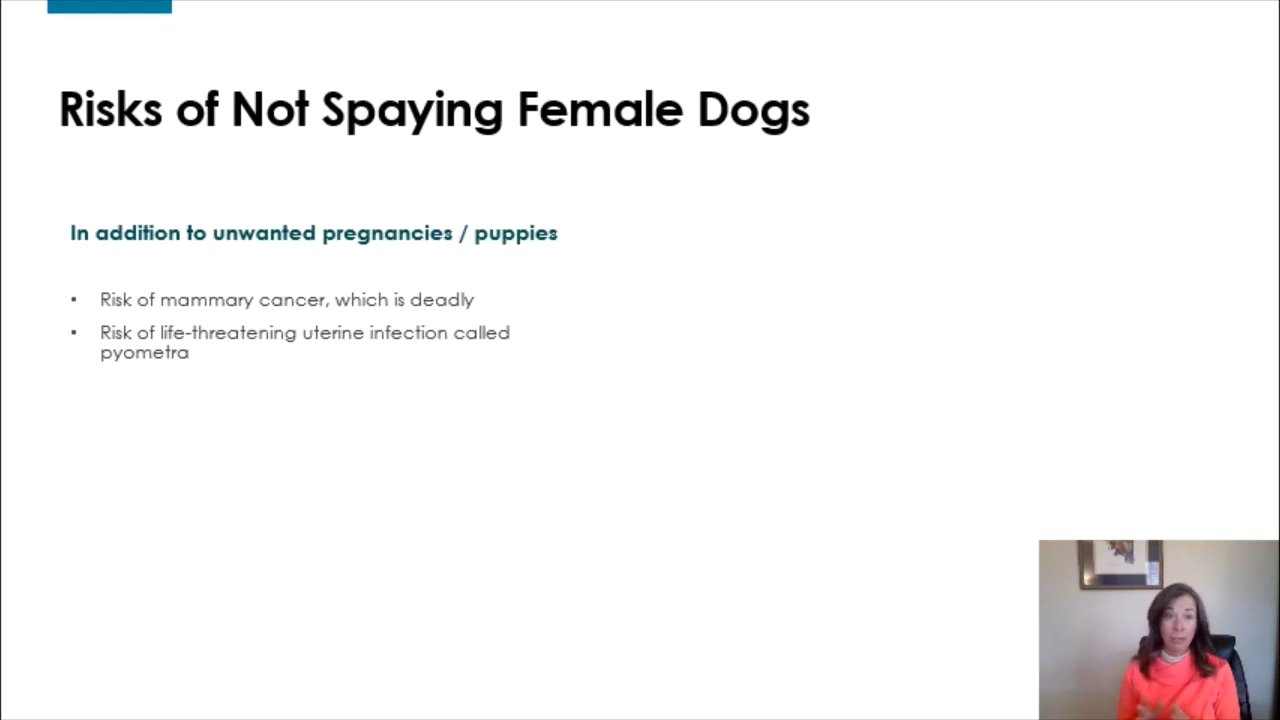 Risks of Not Spaying Female Dogs
In addition to unwanted pregnancies / puppies
• Risk of mammary cancer, which is deadly
• Risk of life-threatening uterine infection called
pyometra